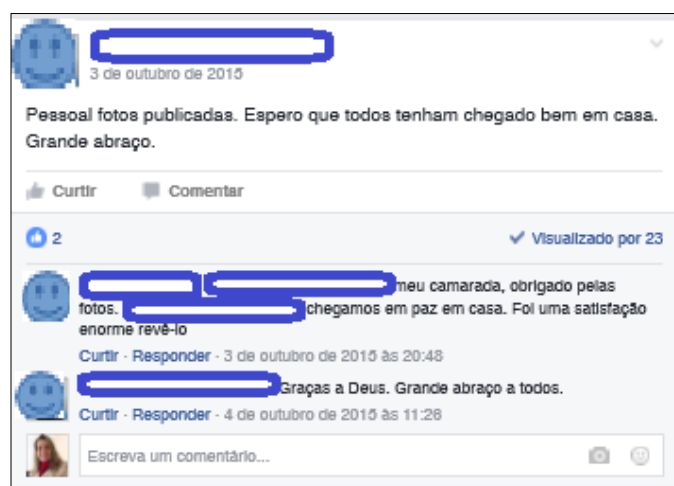 3 de outubro de 2015
Pessoal fotos publicadas. Espero que todos tenham chegado bem em casa.
Grande abraço.
Curtir Comentar
2 Visualizado por 23
meu camarada, obrigado pelas
fotos. chegamos em paz em casa. Foi uma satisfação
enorme revê-lo
Curtir · Responder · 3 de outubro de 2015 às 20:48
Graças a Deus. Grande abraço a todos.
Curtir · Responder · 4 de outubro de 2015 às 11:26
Escreva um comentário...